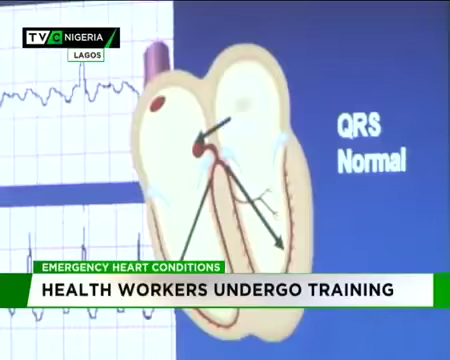 TVC NIGERIA
LAGOS
QRS
Normal
EMERGENCY HEART CONDITIONS
HEALTH WORKERS UNDERGO TRAINING